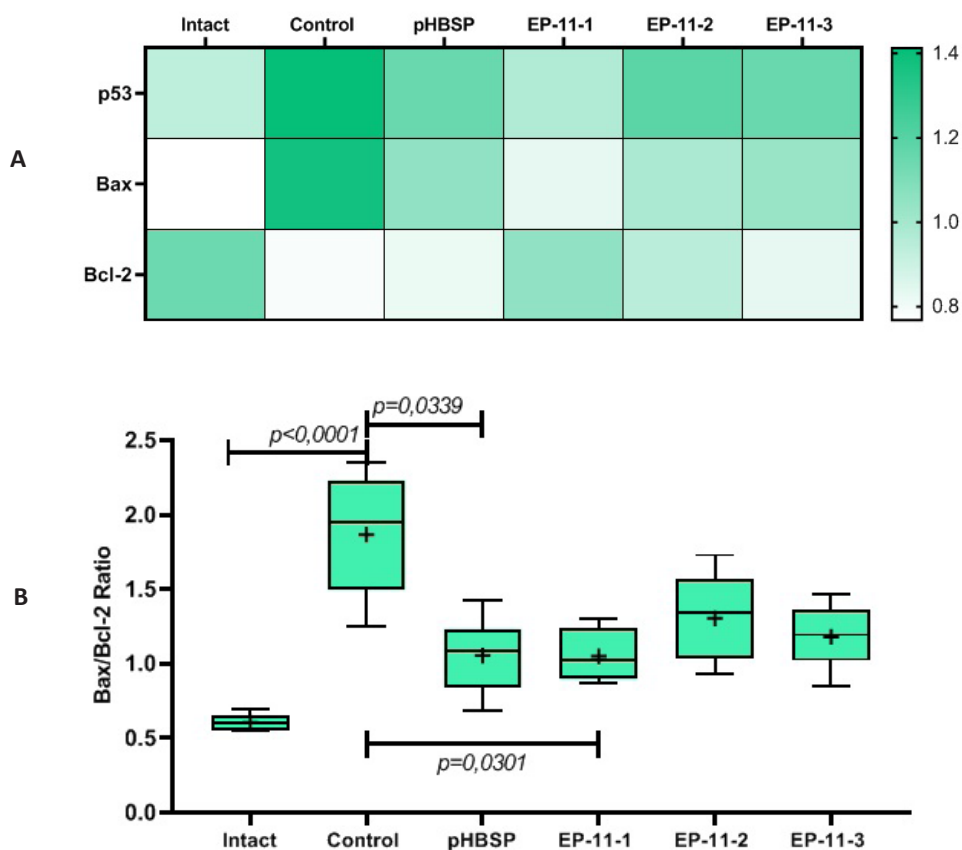 Intact Control pHBSP EP-11-1 EP-11-2 EP-11-3
A
p53
Bax
Bcl-2
1.4
1.2
1.0
0.8
B
Bax/Bcl-2 Ratio
2.5
2.0
1.5
1.0
0.5
0.0
p<0,0001
p=0,0339
p=0,0301
Intact Control pHBSP EP-11-1 EP-11-2 EP-11-3